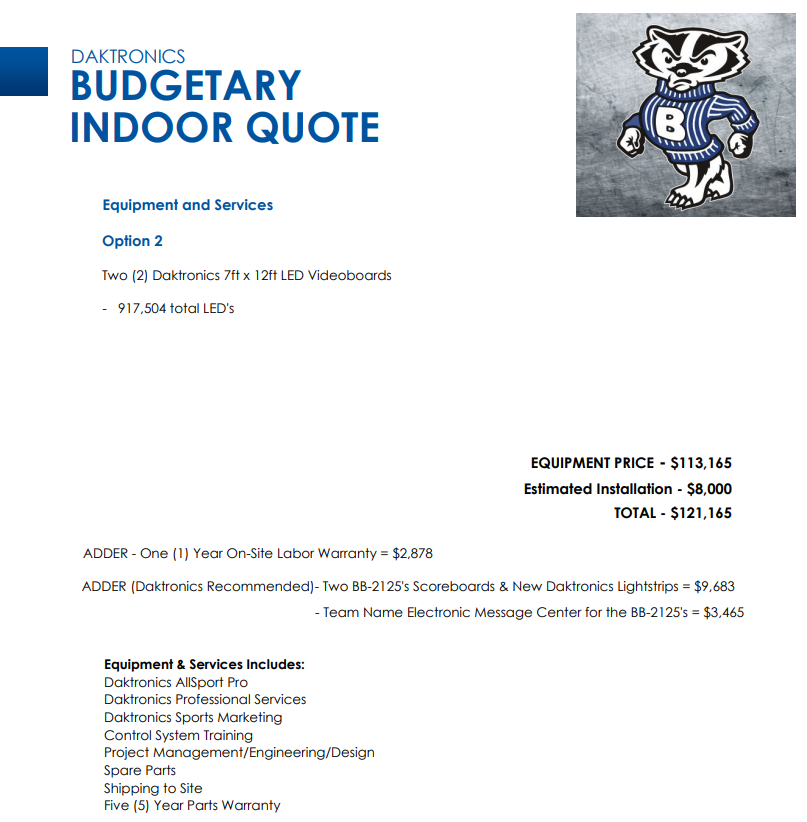 DAKTRONICS
BUDGETARY
INDOOR QUOTE
B
Equipment and Services
Option 2
Two (2) Daktronics 7ft x 12ft LED Videoboards
- 917,504 total LED's
EQUIPMENT PRICE - $113,165
Estimated Installation - $8,000
TOTAL - $121,165
ADDER - One (1) Year On-Site Labor Warranty = $2,878
ADDER (Daktronics Recommended)- Two BB-2125's Scoreboards & New Daktronics Lightstrips = $9,683
- Team Name Electronic Message Center for the BB-2125's = $3,465
Equipment & Services Includes:
Daktronics AllSport Pro
Daktronics Professional Services
Daktronics Sports Marketing
Control System Training
Project Management/Engineering/Design
Spare Parts
Shipping to Site
Five (5) Year Parts Warranty